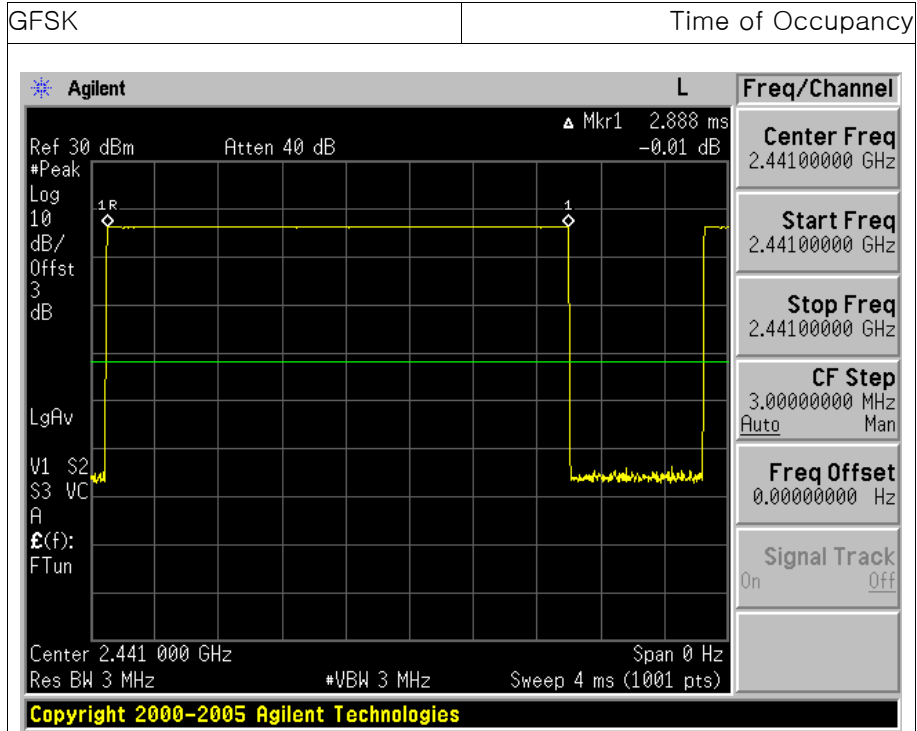 GFSK Time of Occupancy
Agilent L Freq/Channel
Δ Mkr1 2.888 ms
Ref 30 dBm Atten 40 dB -0.01 dB
#Peak
Log
10
dB/
Offst
3
dB
1R
1
LgAv
V1 S2
S3 VC
A
£(f):
FTun
Center 2.441 000 GHz Span 0 Hz
Res BW 3 MHz #VBW 3 MHz Sweep 4 ms (1001 pts)
Copyright 2000-2005 Agilent Technologies
Center Freq
2.44100000 GHz
Start Freq
2.44100000 GHz
Stop Freq
2.44100000 GHz
CF Step
3.00000000 MHz
Auto Man
Freq Offset
0.00000000 Hz
Signal Track
On Off